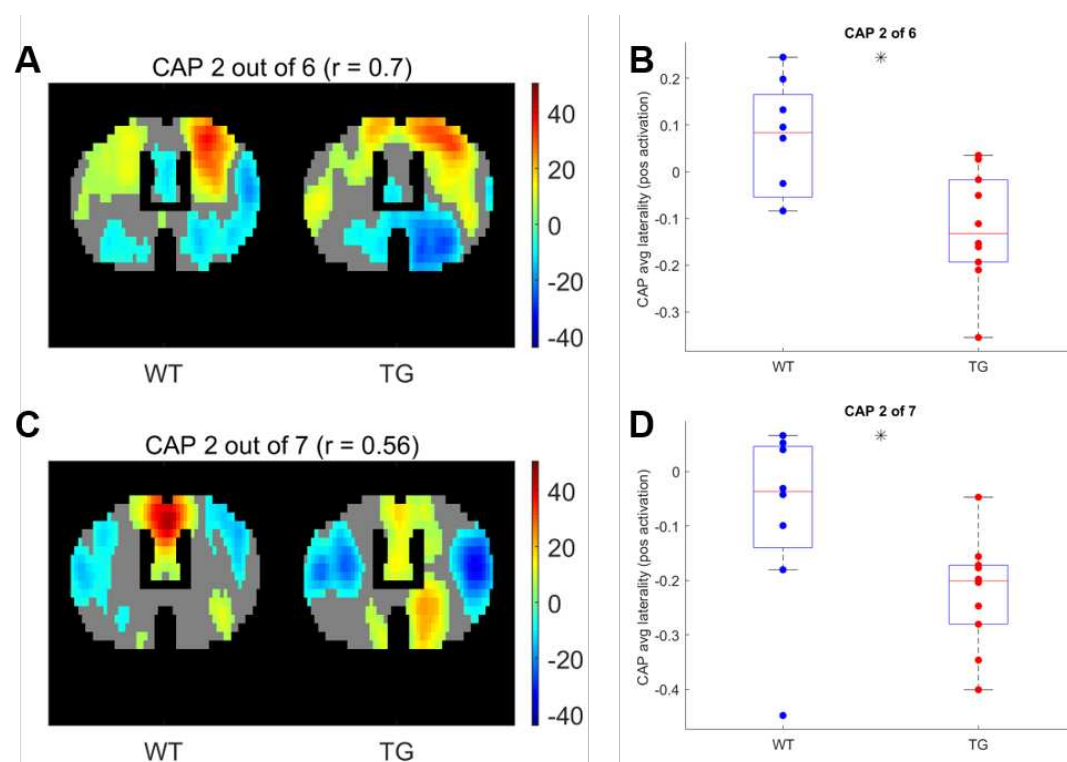 A
CAP 2 out of 6 (r = 0.7)
40
20
0
-20
-40
WT
TG
B
CAP 2 of 6
*
CAP avg laterality (pos activation)
0.2
0.1
0
-0.1
-0.2
-0.3
WT
TG
C
CAP 2 out of 7 (r = 0.56)
40
20
0
-20
-40
WT
TG
D
CAP 2 of 7
*
CAP avg laterality (pos activation)
0
-0.1
-0.2
-0.3
-0.4
WT
TG